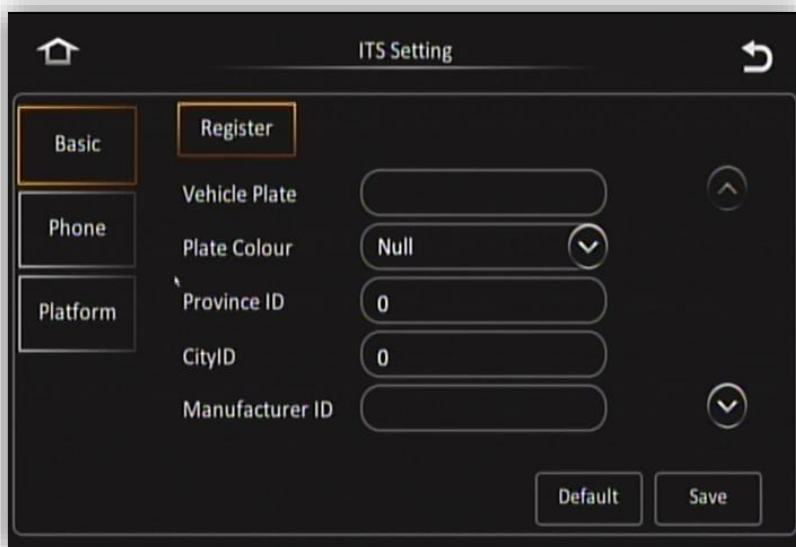 ITS Setting
Basic
Register
Vehicle Plate
Phone
Plate Colour Null
Platform
Province ID 0
CityID 0
Manufacturer ID
Default Save